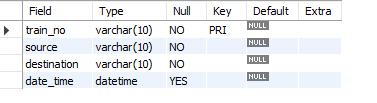 Field Type Null Key Default Extra
train_no varchar(10) NO PRI NULL
source varchar(10) NO NULL
destination varchar(10) NO NULL
date_time datetime YES NULL